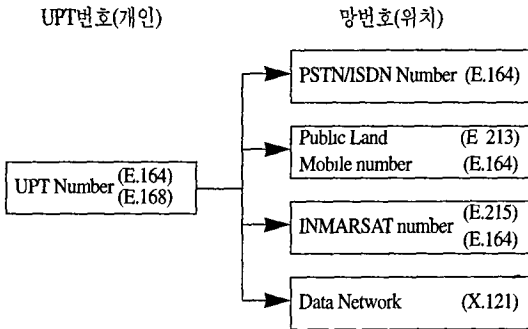 UPT번호(개인)
망번호(위치)
UPT Number (E.164)
(E.168)
PSTN/ISDN Number (E.164)
Public Land (E 213)
Mobile number (E.164)
INMARSAT number (E.215)
(E.164)
Data Network (X.121)